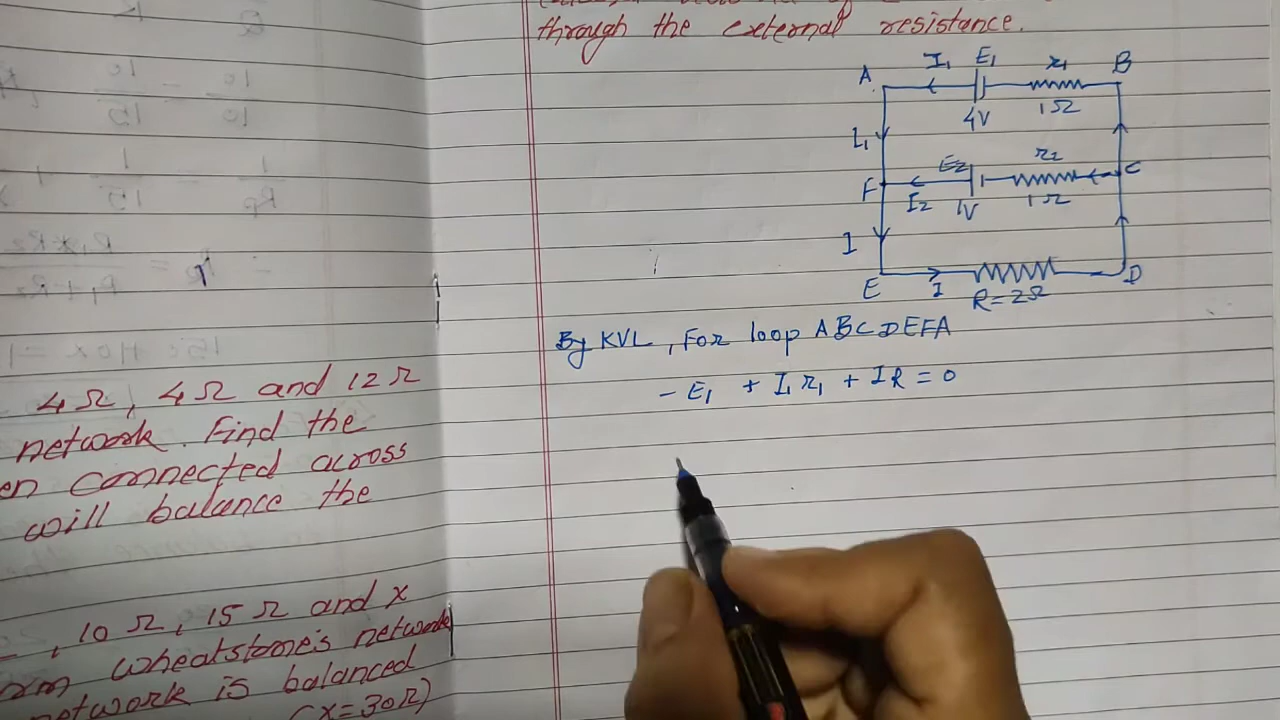 through the external resistance.
A I₁ E₁ r₁ B
4V 1Ω
I₁
F E₂ r₂ C
I₂ 1V 1Ω
I
E I R=2Ω D
By KVL, For loop ABCDEFA
- E₁ + I₁ r₁ + IR = 0
4Ω, 4Ω and 12Ω
network. Find the
en connected across
will balance the
, 10Ω, 15Ω and x
wheatstone's network
network is balanced
(x=30Ω)